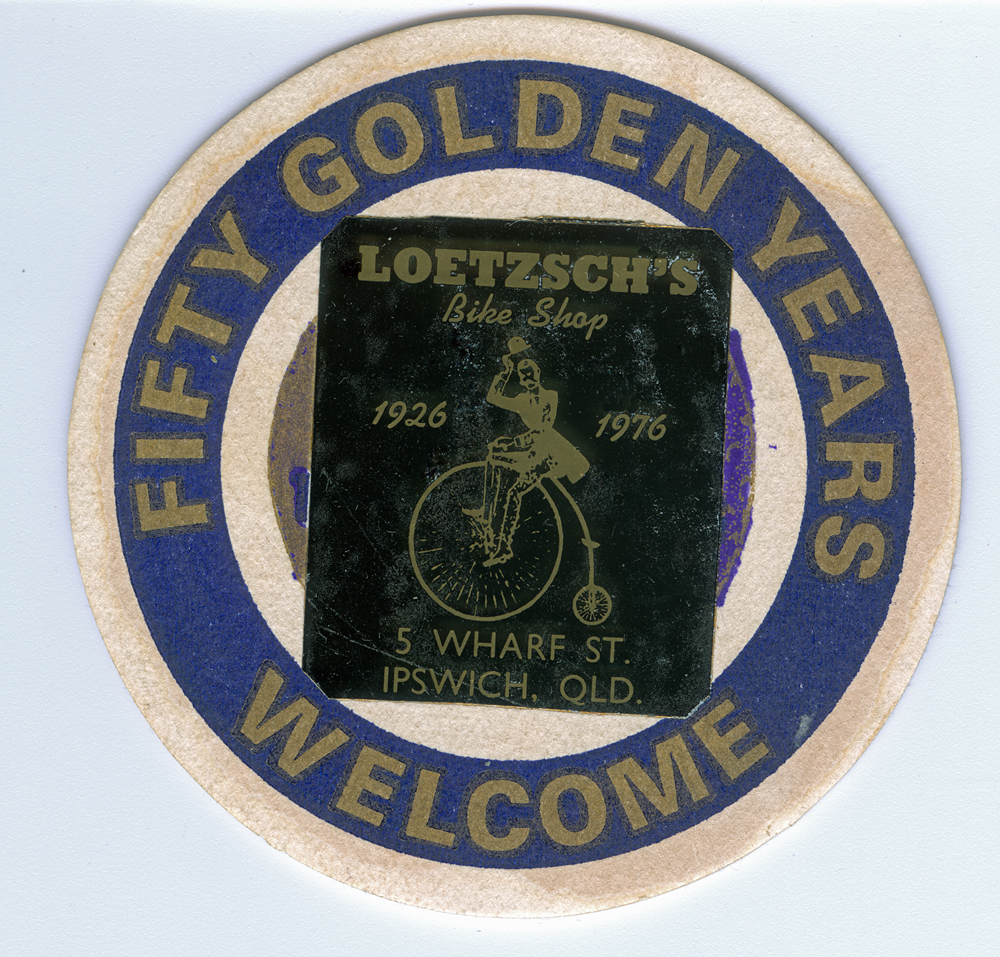 FIFTY GOLDEN YEARS
LOETZSCH'S
Bike Shop
1926 1976
5 WHARF ST.
IPSWICH, QLD.
WELCOME